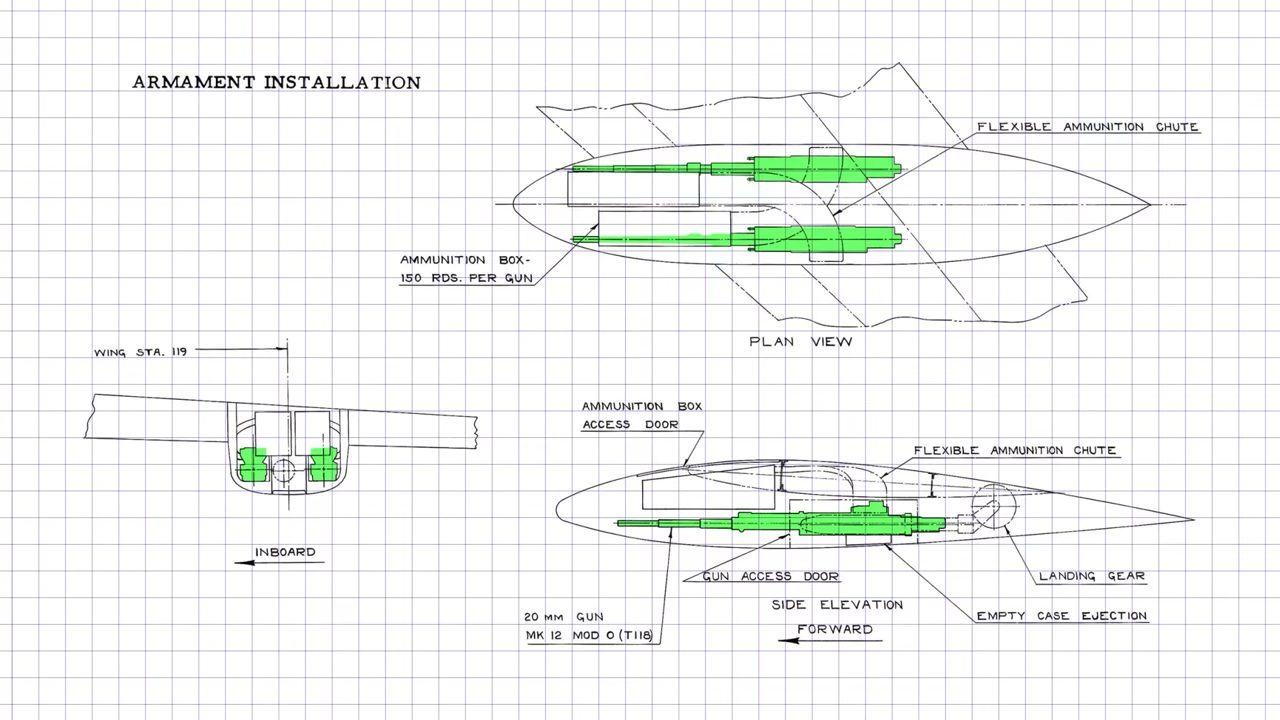 ARMAMENT INSTALLATION
FLEXIBLE AMMUNITION CHUTE
AMMUNITION BOX-
150 RDS. PER GUN
PLAN VIEW
WING STA. 119
INBOARD
AMMUNITION BOX
ACCESS DOOR
FLEXIBLE AMMUNITION CHUTE
GUN ACCESS DOOR
LANDING GEAR
SIDE ELEVATION
FORWARD
EMPTY CASE EJECTION
20 MM GUN
MK 12 MOD 0 (T118)